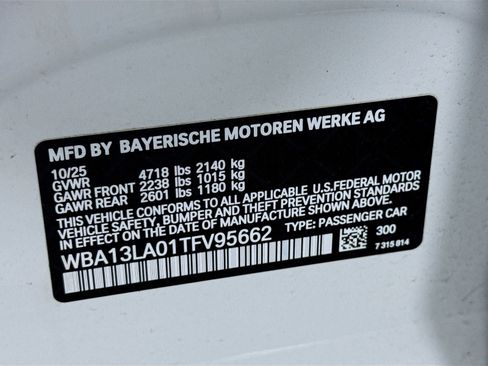 MFD BY BAYERISCHE MOTOREN WERKE AG
10/25 4718 lbs 2140 kg
GVWR
GAWR FRONT 2238 lbs 1015 kg
GAWR REAR 2601 lbs 1180 kg
THIS VEHICLE CONFORMS TO ALL APPLICABLE U.S.FEDERAL MOTOR
VEHICLE SAFETY, BUMPER AND THEFT PREVENTION STANDARDS
IN EFFECT ON THE DATE OF MANUFACTURE SHOWN ABOVE.
WBA13LA01TFV95662 TYPE: PASSENGER CAR
300
7 315 814